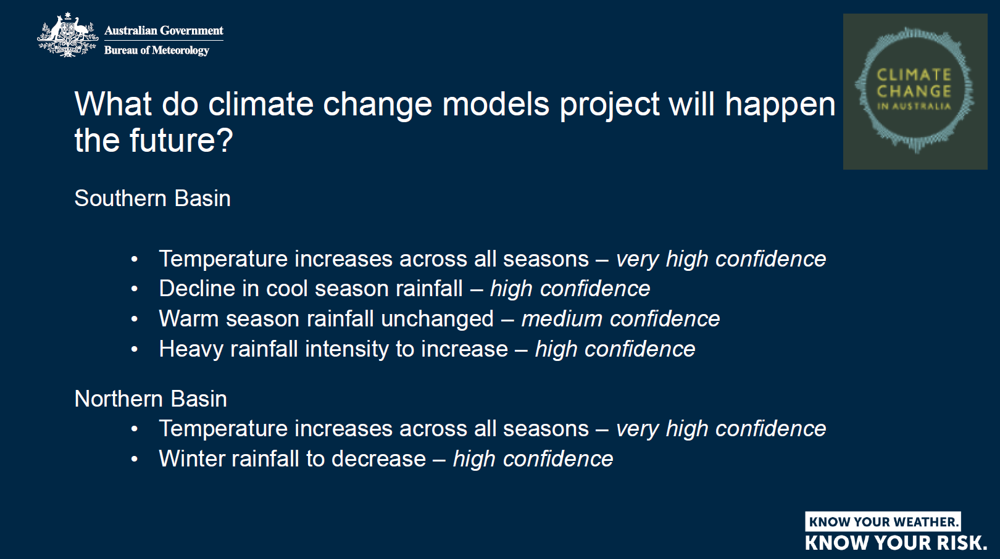 Australian Government
Bureau of Meteorology
CLIMATE
CHANGE
IN AUSTRALIA
What do climate change models project will happen
the future?
Southern Basin
• Temperature increases across all seasons – very high confidence
• Decline in cool season rainfall – high confidence
• Warm season rainfall unchanged – medium confidence
• Heavy rainfall intensity to increase – high confidence
Northern Basin
• Temperature increases across all seasons – very high confidence
• Winter rainfall to decrease – high confidence
KNOW YOUR WEATHER.
KNOW YOUR RISK.